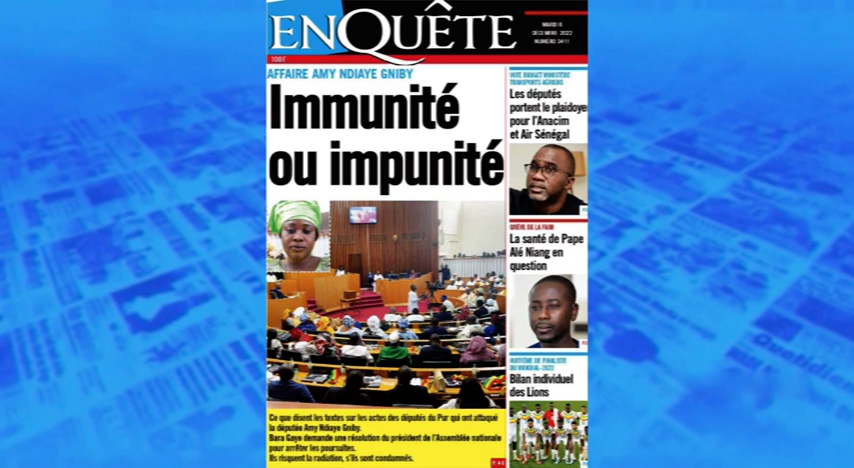 ENQUÊTE
MARDI 6
DÉCEMBRE 2022
NUMÉRO 3411
100F
AFFAIRE AMY NDIAYE GNIBY
Immunité
ou impunité
Ce que disent les textes sur les actes des députés du Pur qui ont attaqué
la députée Amy Ndiaye Gniby.
Bara Gaye demande une résolution du président de l'Assemblée nationale
pour arrêter les poursuites.
Ils risquent la radiation, s'ils sont condamnés.
VOTE BUDGET MINISTÈRE
TRANSPORTS AÉRIENS
Les députés
portent le plaidoye
pour l'Anacim
et Air Sénégal
GRÈVE DE LA FAIM
La santé de Pape
Alé Niang en
question
HUITIÈME DE FINALISTE
DU MONDIAL-2022
Bilan individuel
des Lions